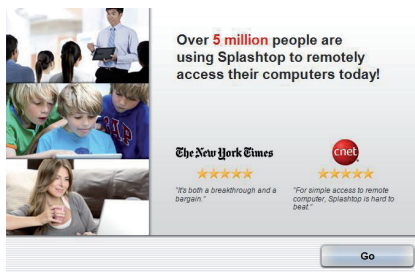 Over 5 million people are
using Splashtop to remotely
access their computers today!
The New York Times
cnet
"It's both a breakthrough and a
bargain."
"For simple access to remote
computer, Splashtop is hard to
beat."
GAP
Go